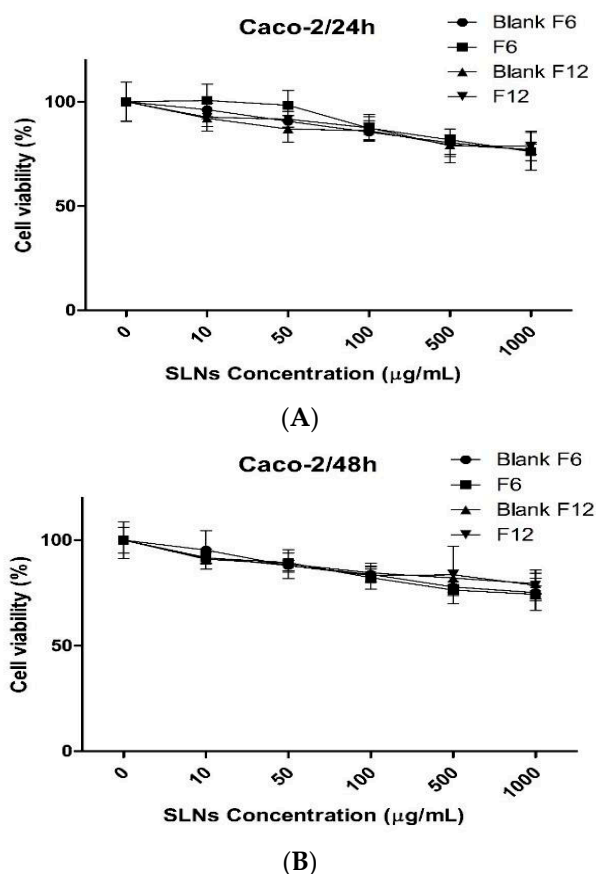 Caco-2/24h
Blank F6
F6
Blank F12
F12
Cell viability (%)
100
50
0
0
10
50
100
500
1000
SLNs Concentration (µg/mL)
(A)
Caco-2/48h
Blank F6
F6
Blank F12
F12
Cell viability (%)
100
50
0
0
10
50
100
500
1000
SLNs Concentration (µg/mL)
(B)